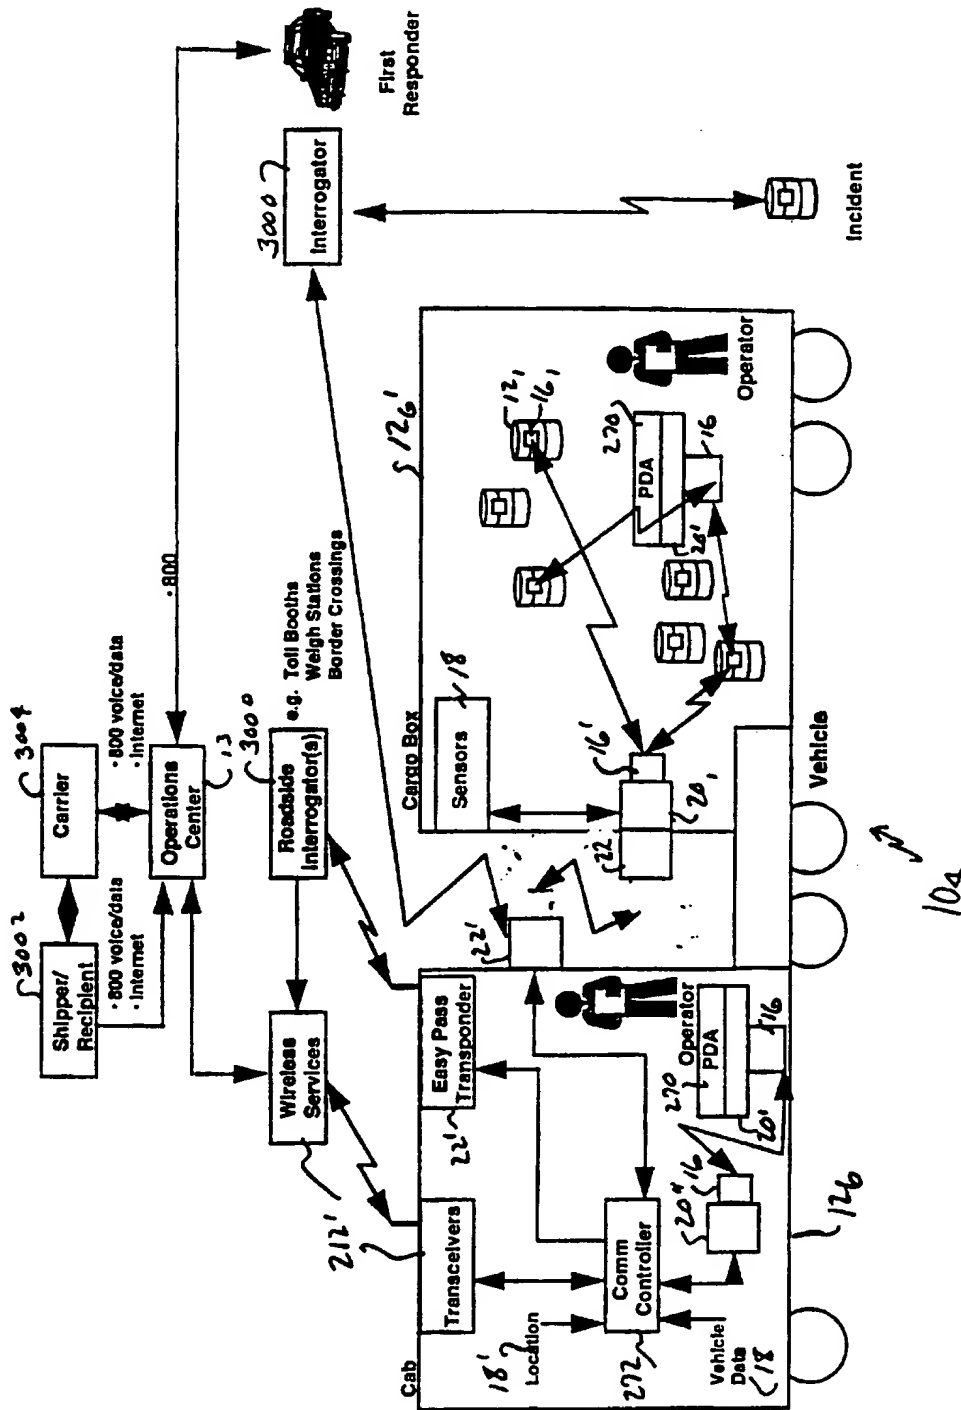 3002
Shipper/
Recipient
3004
Carrier
• 800 voice/data
• Internet
• 800 voice/data
• Internet
Operations
Center
13
• 800
First
Responder
212'
Wireless
Services
3000
Roadside
Interrogator(s)
e.g. Toll Booths
Weigh Stations
Border Crossings
3000
Interrogator
Incident
Cab
Transceivers
22'
Easy Pass
Transponder
22'
Cargo Box
Sensors
18
126'
12₁
16₁
18'
Location
Comm
Controller
272
Vehicle
Data
18
20"
16
270
Operator
PDA
20'
16
22
20₁
16'
270
PDA
20'
16
Operator
126
Vehicle
10a